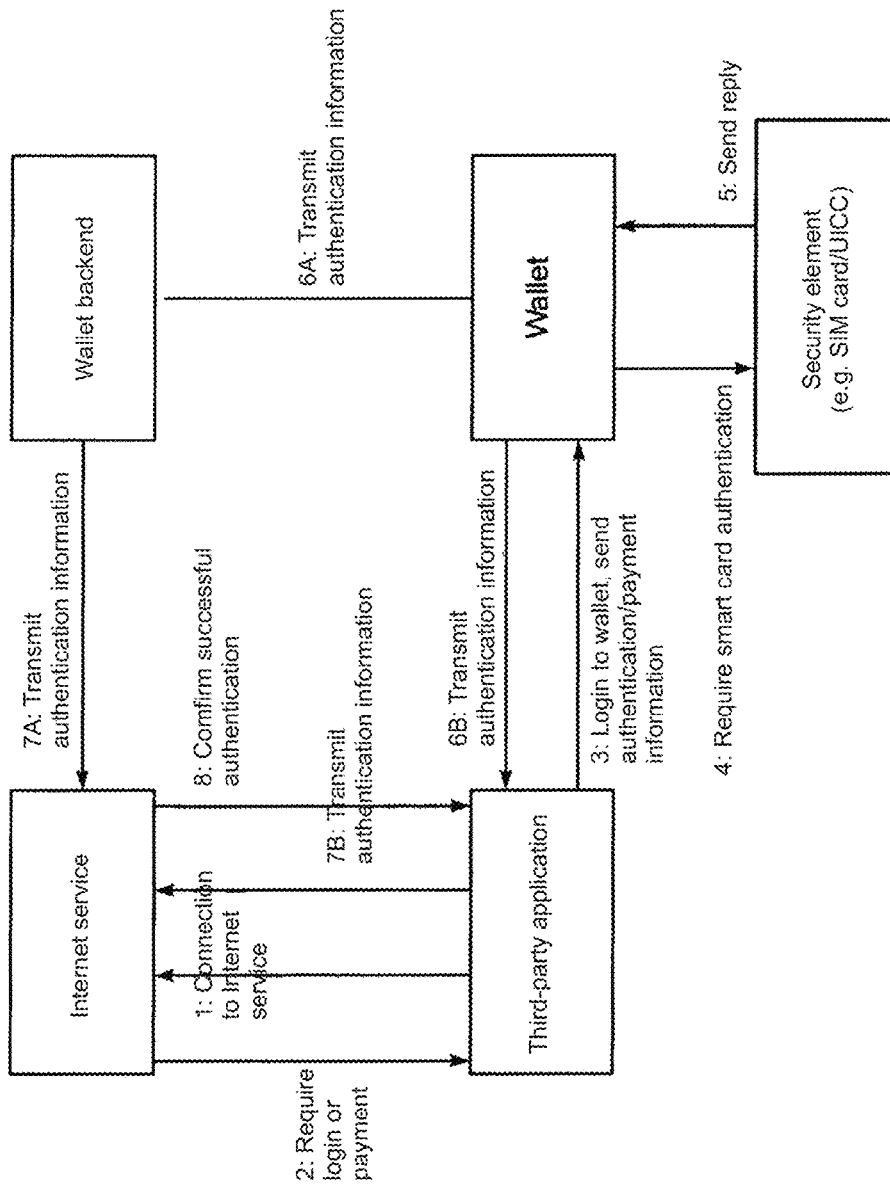 Internet service
7A: Transmit
authentication information
Wallet backend
2: Require
login or
payment
1: Connection
to Internet
service
8: Comfirm successful
authentication
7B: Transmit
authentication information
6A: Transmit
authentication information
Third-party application
6B: Transmit
authentication information
3: Login to wallet, send
authentication/payment
information
Wallet
4: Require smart card authentication
5: Send reply
Security element
(e.g. SIM card/UICC)